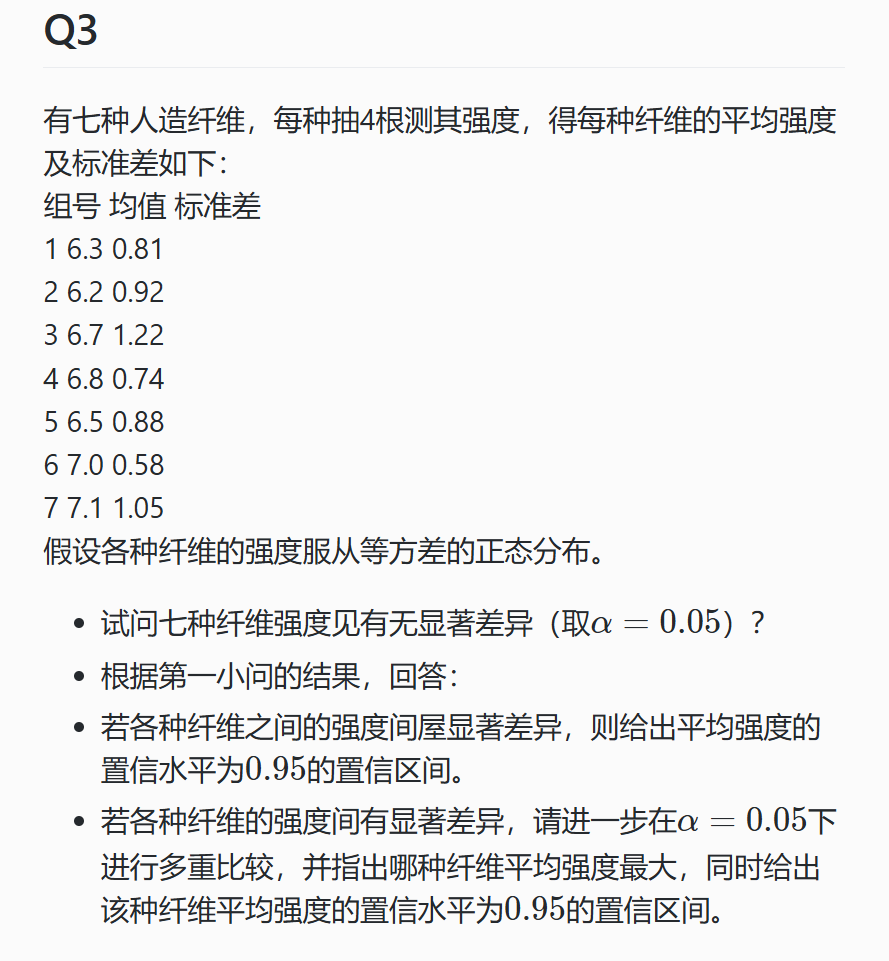 Q3
有七种人造纤维，每种抽4根测其强度，得每种纤维的平均强度
及标准差如下：
组号 均值 标准差
1 6.3 0.81
2 6.2 0.92
3 6.7 1.22
4 6.8 0.74
5 6.5 0.88
6 7.0 0.58
7 7.1 1.05
假设各种纤维的强度服从等方差的正态分布。
• 试问七种纤维强度见有无显著差异（取α = 0.05）？
• 根据第一小问的结果，回答：
• 若各种纤维之间的强度间屋显著差异，则给出平均强度的
置信水平为0.95的置信区间。
• 若各种纤维的强度间有显著差异，请进一步在α = 0.05下
进行多重比较，并指出哪种纤维平均强度最大，同时给出
该种纤维平均强度的置信水平为0.95的置信区间。